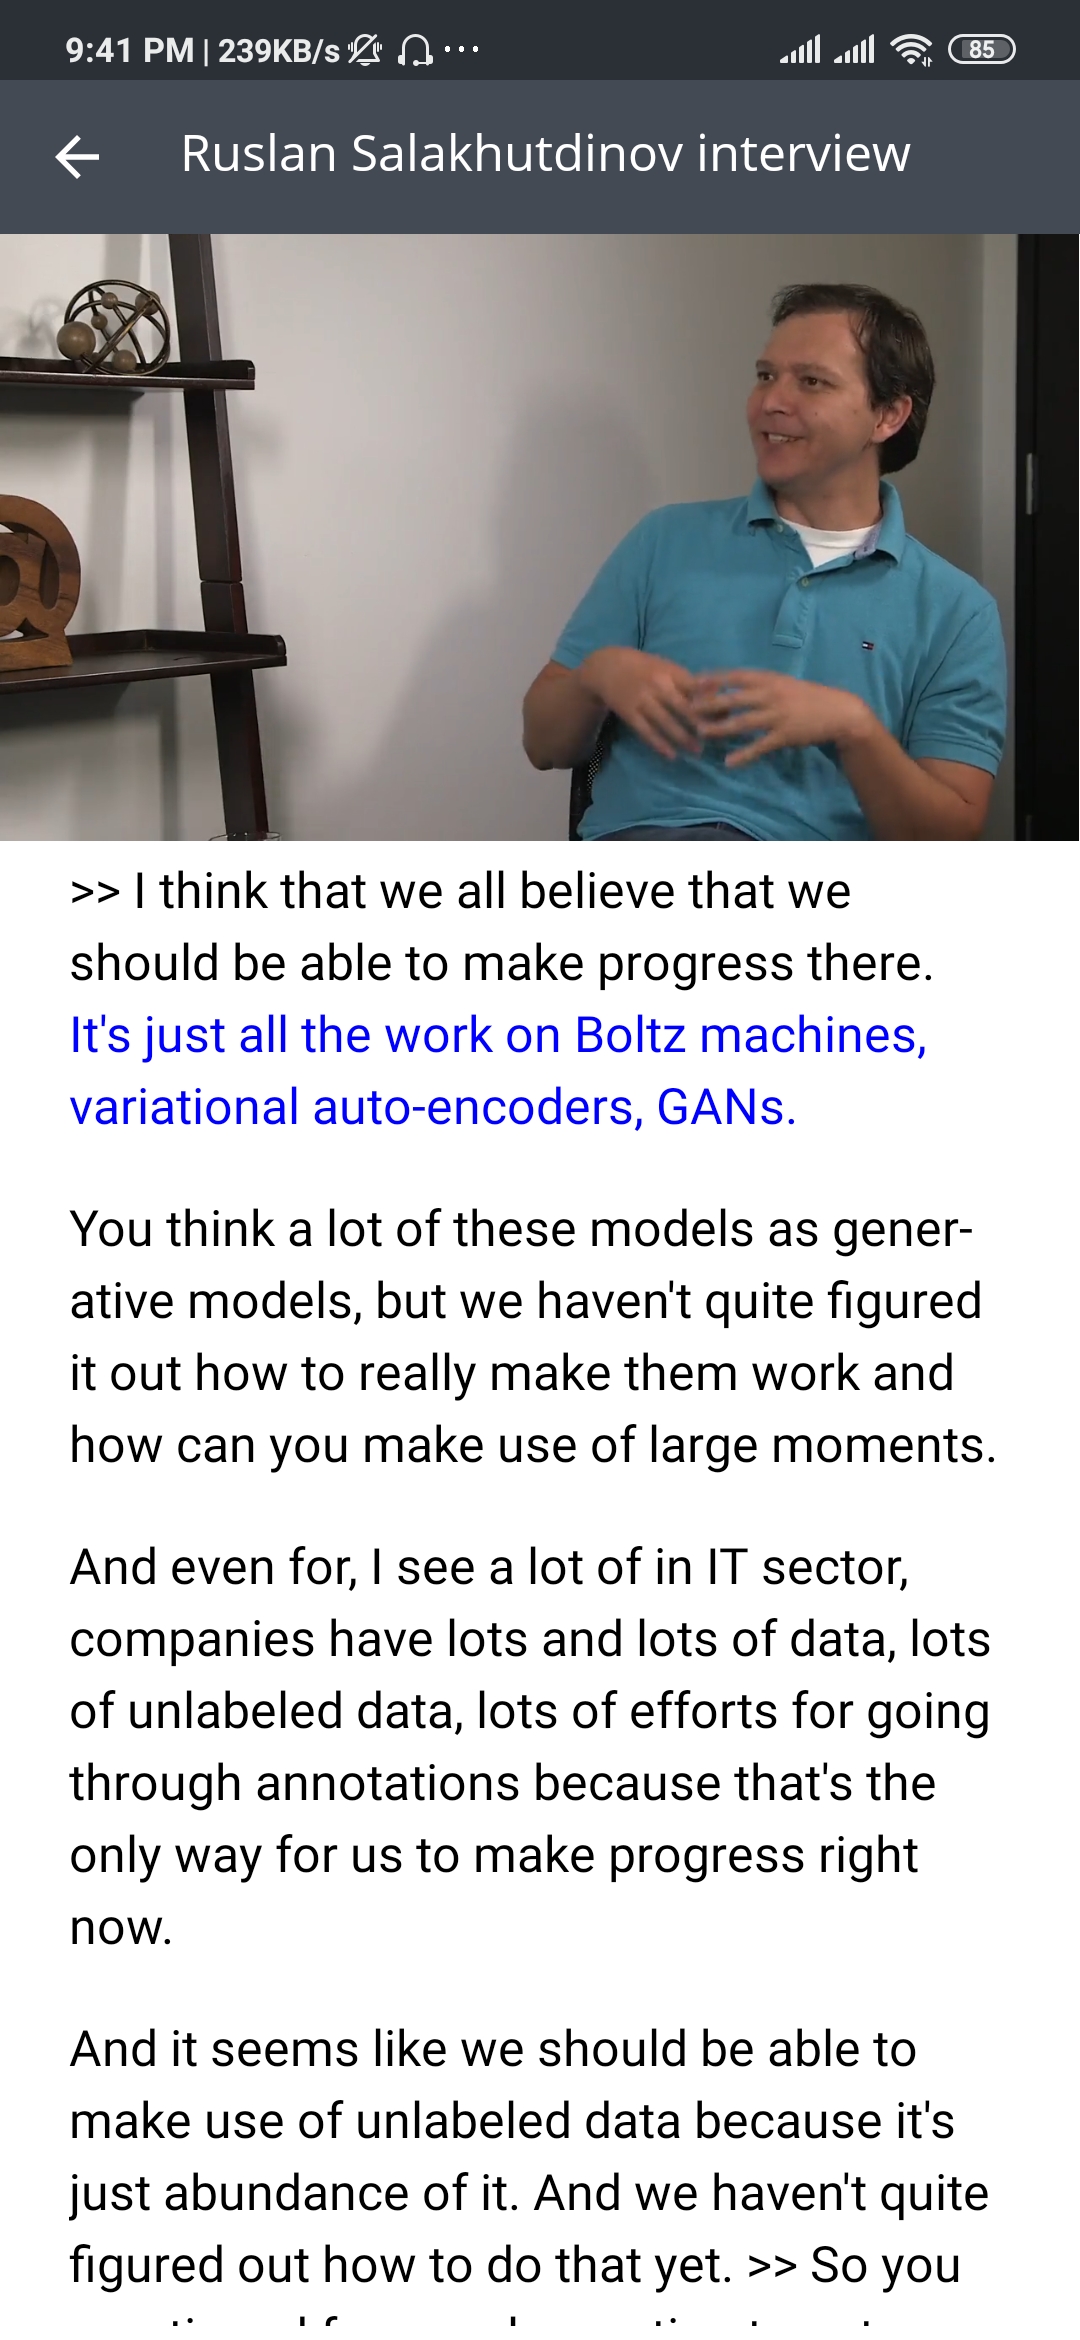 9:41 PM | 239KB/s ...
85
Ruslan Salakhutdinov interview
>> I think that we all believe that we
should be able to make progress there.
It's just all the work on Boltz machines,
variational auto-encoders, GANs.
You think a lot of these models as gener-
ative models, but we haven't quite figured
it out how to really make them work and
how can you make use of large moments.
And even for, I see a lot of in IT sector,
companies have lots and lots of data, lots
of unlabeled data, lots of efforts for going
through annotations because that's the
only way for us to make progress right
now.
And it seems like we should be able to
make use of unlabeled data because it's
just abundance of it. And we haven't quite
figured out how to do that yet. >> So you